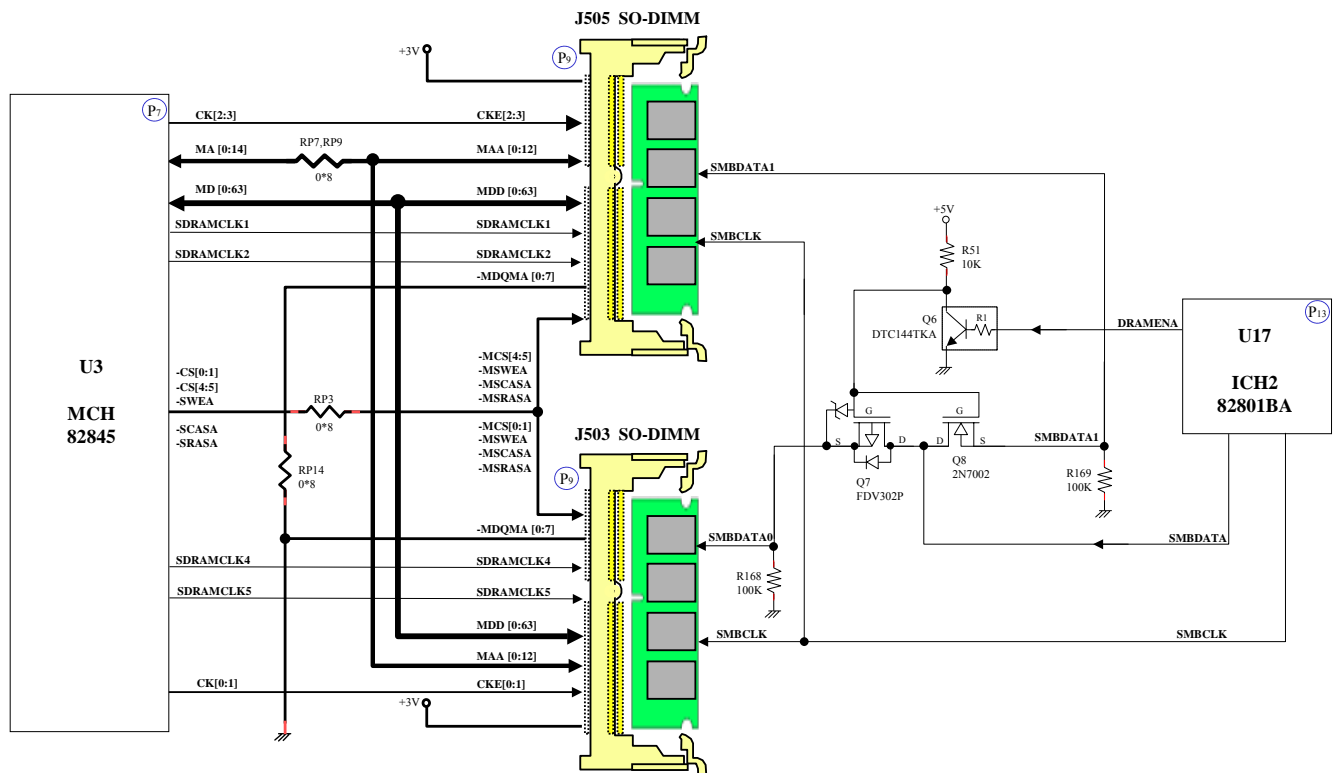 J505 SO-DIMM
+3V
P9
P7
CK[2:3]
CKE[2:3]
RP7,RP9
MA [0:14]
MAA [0:12]
0*8
MD [0:63]
MDD [0:63]
SMBDATA1
SDRAMCLK1
SDRAMCLK1
+5V
SMBCLK
SDRAMCLK2
SDRAMCLK2
R51
10K
-MDQMA [0:7]
P13
Q6
DTC144TKA
R1
DRAMENA
U17
ICH2
82801BA
U3
MCH
82845
-CS[0:1]
-CS[4:5]
-SWEA
-SCASA
-SRASA
RP3
0*8
-MCS[4:5]
-MSWEA
-MSCASA
-MSRASA
-MCS[0:1]
-MSWEA
-MSCASA
-MSRASA
J503 SO-DIMM
G
G
S
D
D
S
SMBDATA1
Q7
FDV302P
Q8
2N7002
R169
100K
RP14
0*8
P9
-MDQMA [0:7]
SMBDATA0
SMBDATA
SDRAMCLK4
SDRAMCLK4
R168
100K
SDRAMCLK5
SDRAMCLK5
MDD [0:63]
SMBCLK
SMBCLK
MAA [0:12]
CK[0:1]
CKE[0:1]
+3V